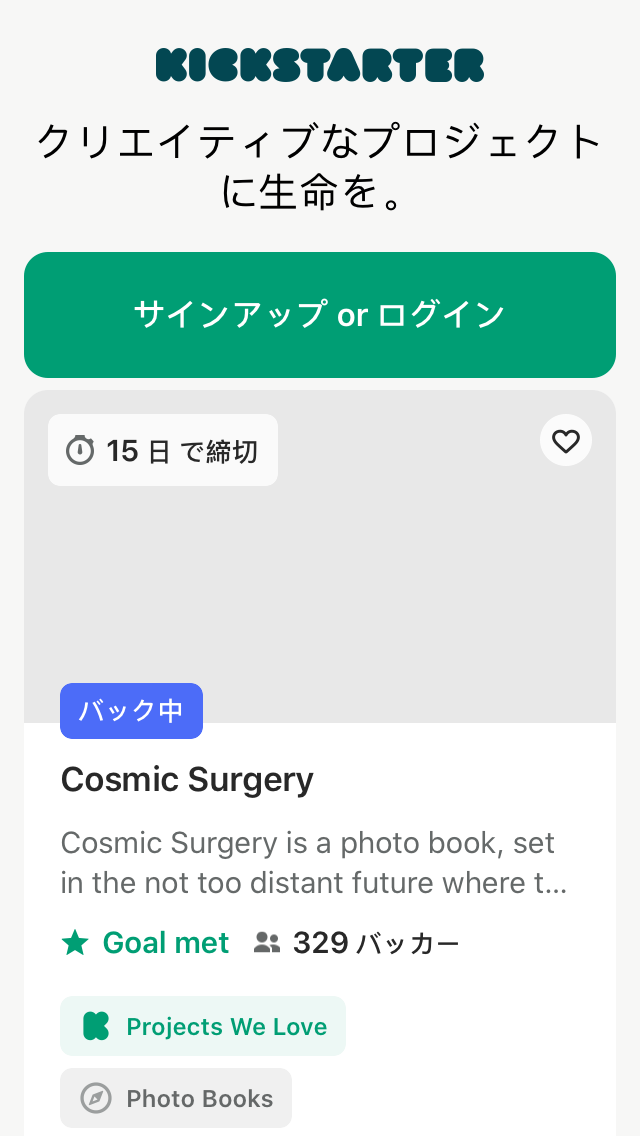 KICKSTARTER
クリエイティブなプロジェクト
に生命を。
サインアップ or ログイン
15 日 で締切
バック中
Cosmic Surgery
Cosmic Surgery is a photo book, set
in the not too distant future where t...
Goal met 329 バッカー
Projects We Love
Photo Books